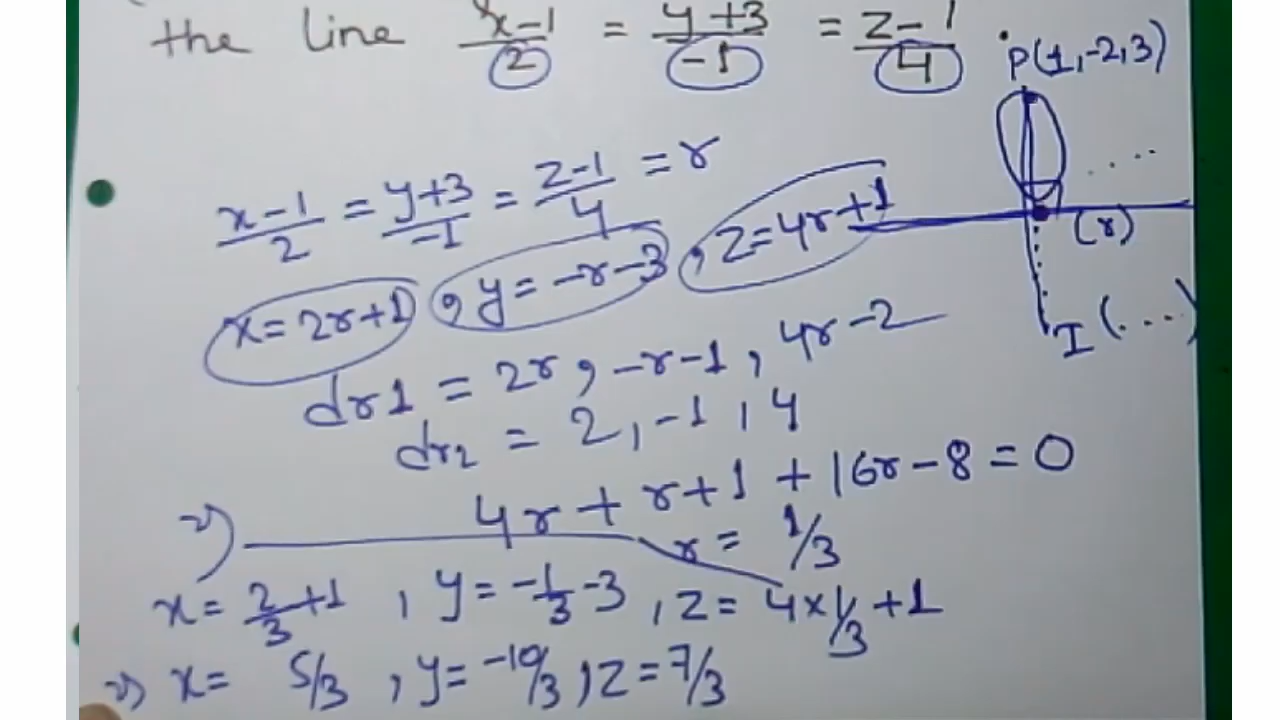 the line x-1/2 = y+3/-1 = z-1/4 .
P(1,-2,3)
x-1/2 = y+3/-1 = z-1/4 = r
(r)
x=2r+1 , y=-r-3 , z=4r+1
I (...)
dr1 = 2r, -r-1, 4r-2
dr2 = 2, -1, 4
4r + r+1 + 16r-8 = 0
r = 1/3
x= 2/3+1 , y= -1/3-3 , z= 4×1/3+1
x= 5/3 , y= -10/3 , z= 7/3